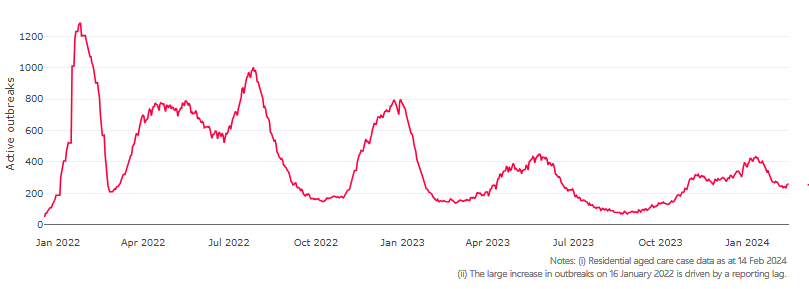 Active outbreaks
1200
1000
800
600
400
200
0
Jan 2022 Apr 2022 Jul 2022 Oct 2022 Jan 2023 Apr 2023 Jul 2023 Oct 2023 Jan 2024
Notes: (i) Residential aged care case data as at 14 Feb 2024
(ii) The large increase in outbreaks on 16 January 2022 is driven by a reporting lag.